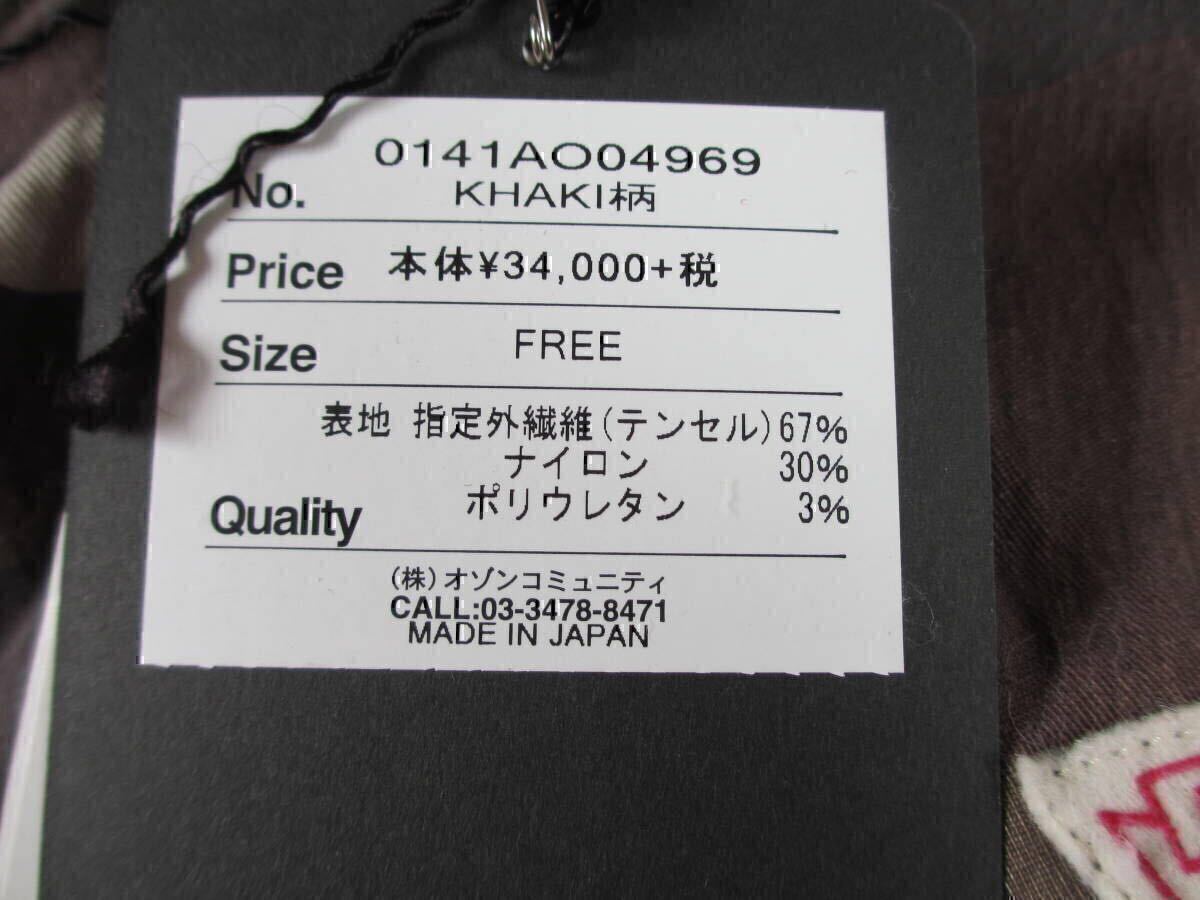 0141AO04969
No. KHAKI柄
Price 本体¥34,000+税
Size FREE
表地 指定外繊維(テンセル)67%
ナイロン 30%
ポリウレタン 3%
Quality
(株)オゾンコミュニティ
CALL:03-3478-8471
MADE IN JAPAN